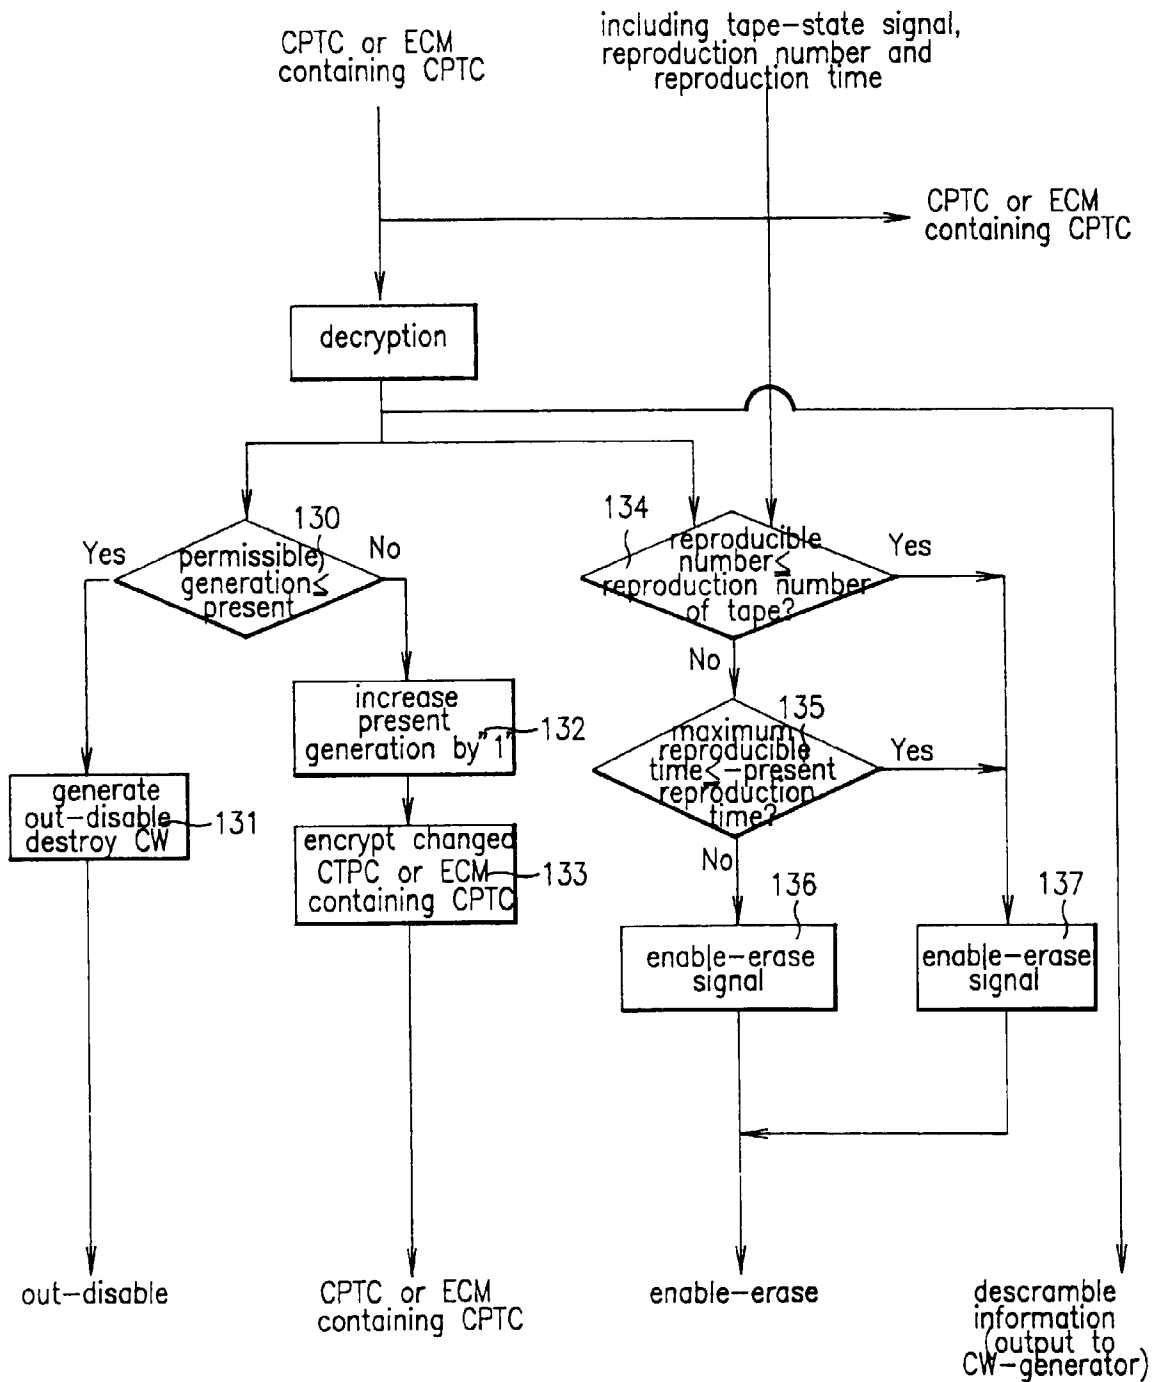 CPTC or ECM
containing CPTC
including tape-state signal,
reproduction number and
reproduction time
CPTC or ECM
containing CPTC
decryption
130
permissible
generation≤
present
Yes
No
134
reproducible
number≤
reproduction number
of tape?
Yes
No
increase
present
generation by"1"
132
135
maximum
reproducible
time≤-present
reproduction
time?
Yes
No
generate
out-disable
destroy CW
131
encrypt changed
CTPC or ECM
containing CPTC
133
136
enable-erase
signal
137
enable-erase
signal
out-disable
CPTC or ECM
containing CPTC
enable-erase
descramble
information
(output to
CW-generator)